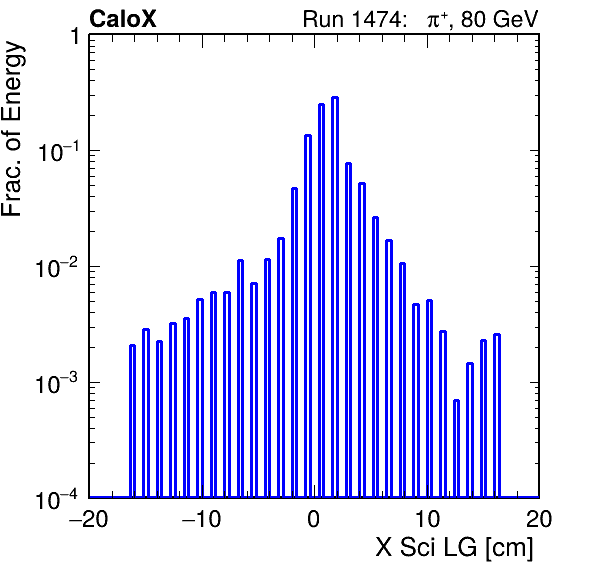 CaloX Run 1474: π⁺, 80 GeV
Frac. of Energy
1
10⁻¹
10⁻²
10⁻³
10⁻⁴
−20 −10 0 10 20
X Sci LG [cm]